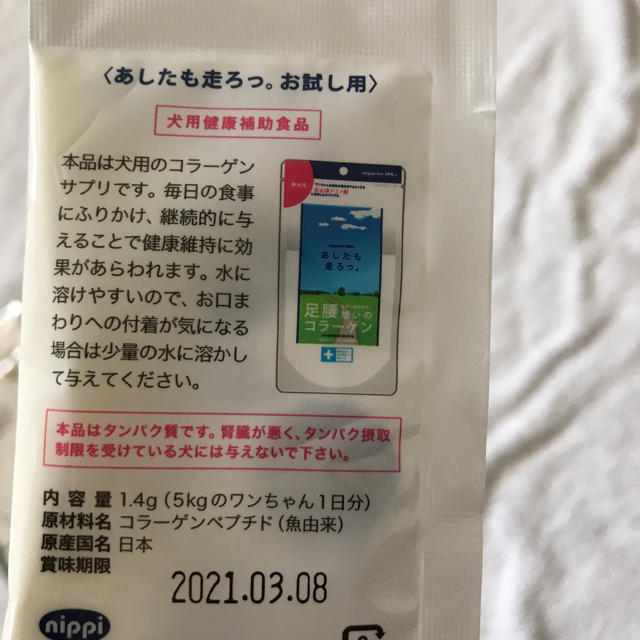 〈あしたも走ろっ。お試し用〉
犬用健康補助食品
本品は犬用のコラーゲン
サプリです。毎日の食事
にふりかけ、継続的に与
えることで健康維持に効
果があらわれます。水に
溶けやすいので、お口ま
わりへの付着が気になる
場合は少量の水に溶かし
て与えてください。
あしたも
走ろっ。
足腰
想いの
コラーゲン
本品はタンパク質です。腎臓が悪く、タンパク摂取
制限を受けている犬には与えないで下さい。
内容量 1.4g（5kgのワンちゃん1日分）
原材料名 コラーゲンペプチド（魚由来）
原産国名 日本
賞味期限
2021.03.08
nippi